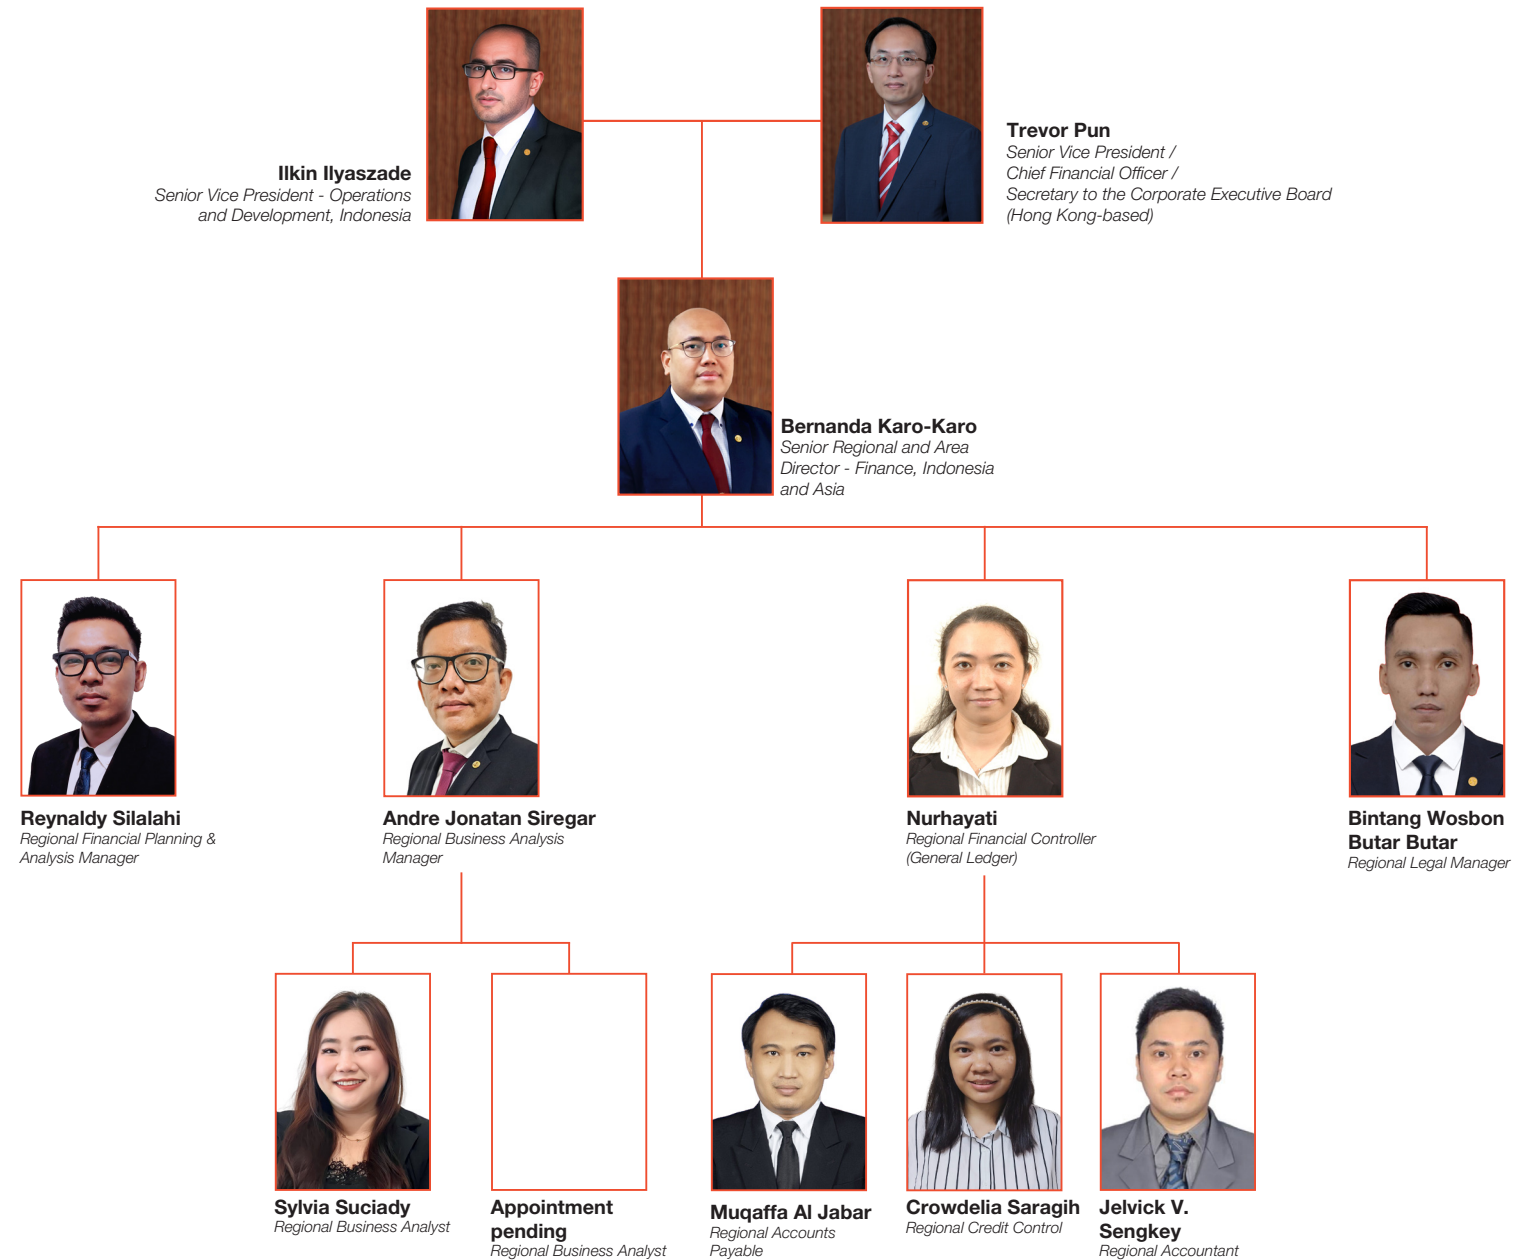 Ilkin Ilyaszade
Senior Vice President - Operations
and Development, Indonesia
Trevor Pun
Senior Vice President /
Chief Financial Officer /
Secretary to the Corporate Executive Board
(Hong Kong-based)
Bernanda Karo-Karo
Senior Regional and Area
Director - Finance, Indonesia
and Asia
Reynaldy Silalahi
Regional Financial Planning &
Analysis Manager
Andre Jonatan Siregar
Regional Business Analysis
Manager
Nurhayati
Regional Financial Controller
(General Ledger)
Bintang Wosbon
Butar Butar
Regional Legal Manager
Sylvia Suciady
Regional Business Analyst
Appointment
pending
Regional Business Analyst
Muqaffa Al Jabar
Regional Accounts
Payable
Crowdelia Saragih
Regional Credit Control
Jelvick V.
Sengkey
Regional Accountant